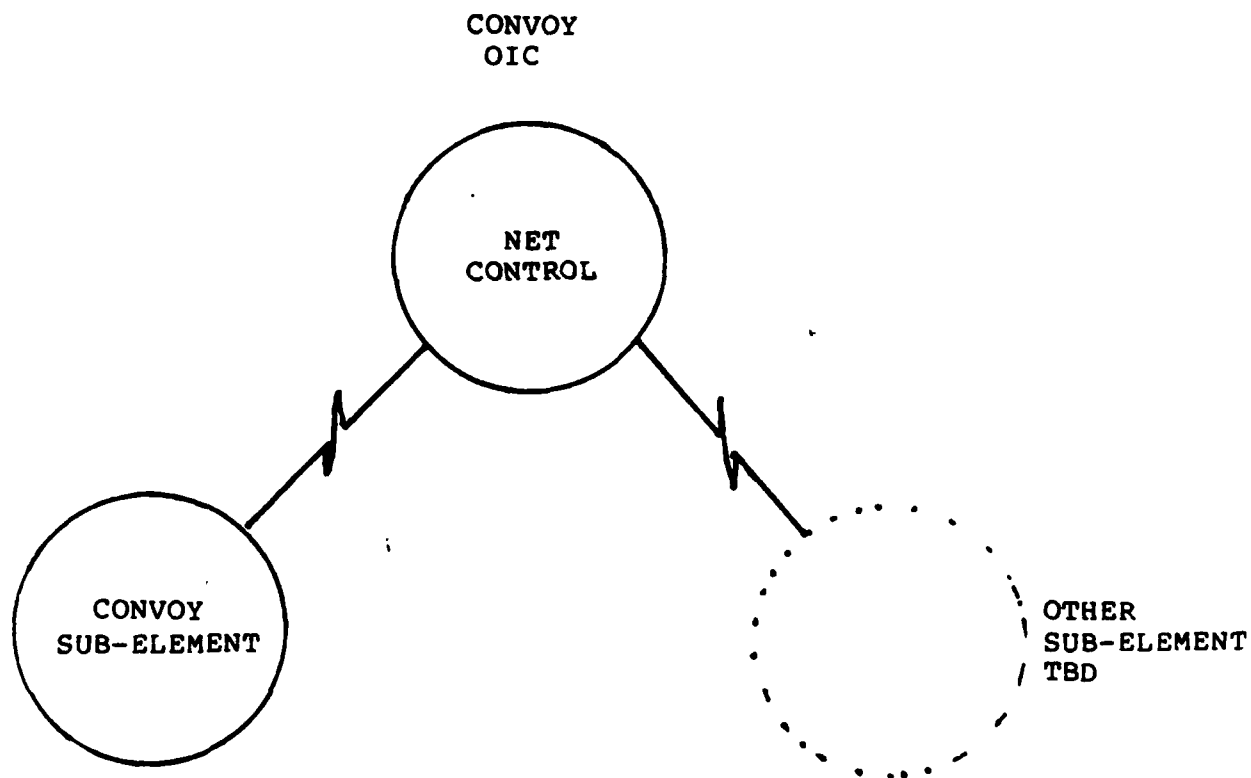 CONVOY
OIC
NET
CONTROL
CONVOY
SUB-ELEMENT
OTHER
SUB-ELEMENT
TBD